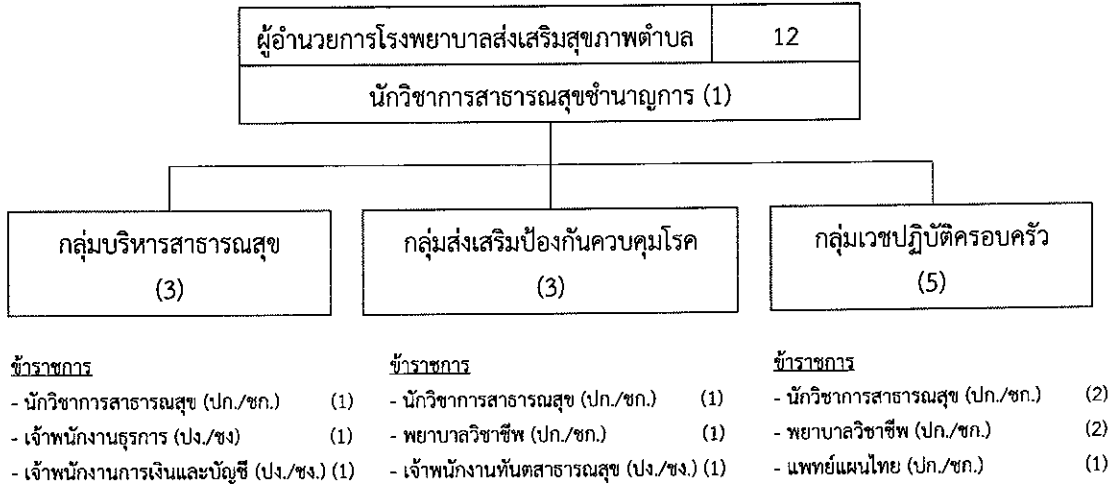 ผู้อำนวยการโรงพยาบาลส่งเสริมสุขภาพตำบล 12
นักวิชาการสาธารณสุขชำนาญการ (1)
กลุ่มบริหารสาธารณสุข
(3)
กลุ่มส่งเสริมป้องกันควบคุมโรค
(3)
กลุ่มเวชปฏิบัติครอบครัว
(5)
ข้าราชการ
- นักวิชาการสาธารณสุข (ปก./ชก.) (1)
- เจ้าพนักงานธุรการ (ปง./ชง) (1)
- เจ้าพนักงานการเงินและบัญชี (ปง./ชง.) (1)
ข้าราชการ
- นักวิชาการสาธารณสุข (ปก./ชก.) (1)
- พยาบาลวิชาชีพ (ปก./ชก.) (1)
- เจ้าพนักงานทันตสาธารณสุข (ปง./ชง.) (1)
ข้าราชการ
- นักวิชาการสาธารณสุข (ปก./ชก.) (2)
- พยาบาลวิชาชีพ (ปก./ชก.) (2)
- แพทย์แผนไทย (ปก./ชก.) (1)